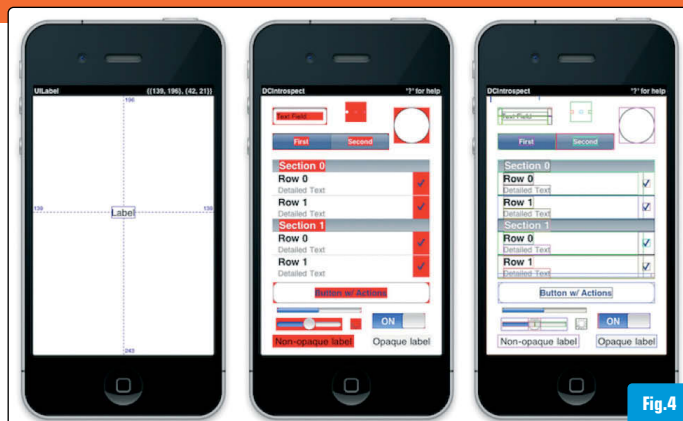 UILabel {{139, 196}, {42, 21}}
196
139 Label 139
243
DCIntrospect '?' for help
Text Field
First Second
Section 0
Row 0
Detailed Text
Row 1
Detailed Text
Section 1
Row 0
Detailed Text
Row 1
Detailed Text
Button w/ Actions
ON
Non-opaque label Opaque label
DCIntrospect '?' for help
Text Field
First Second
Section 0
Row 0
Detailed Text
Row 1
Detailed Text
Section 1
Row 0
Detailed Text
Row 1
Detailed Text
Button w/ Actions
ON
Non-opaque label Opaque label
Fig.4